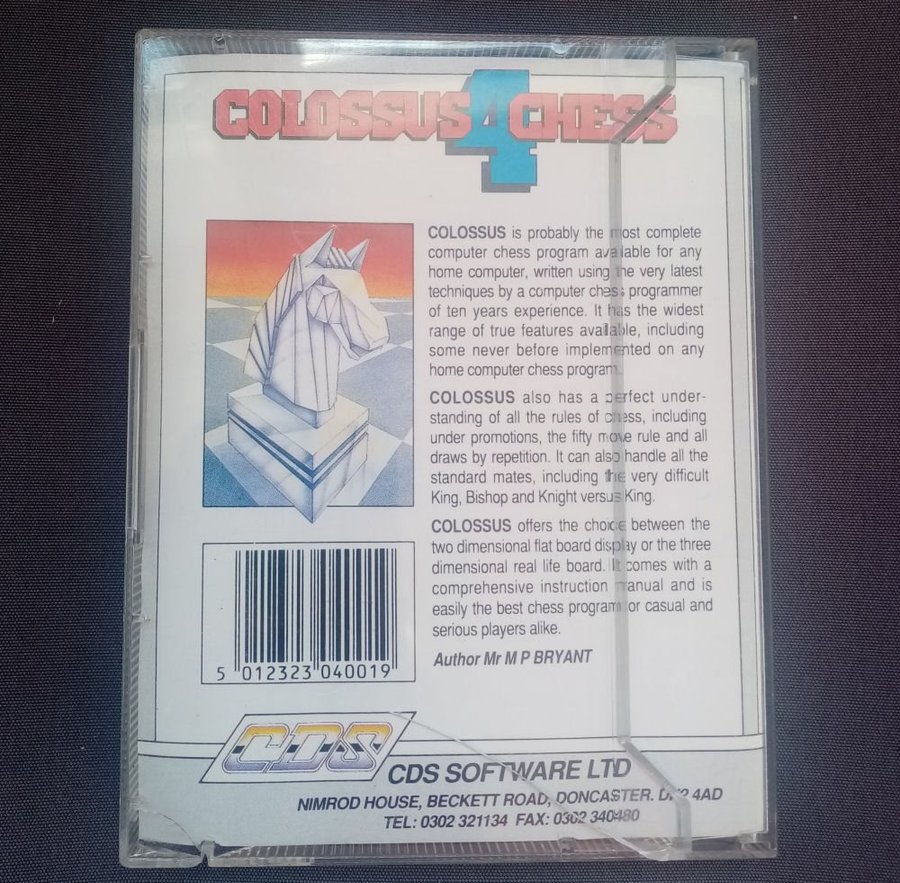 COLOSSUS 4 CHESS
COLOSSUS is probably the most complete
computer chess program available for any
home computer, written using the very latest
techniques by a computer chess programmer
of ten years experience. It has the widest
range of true features available, including
some never before implemented on any
home computer chess program.
COLOSSUS also has a perfect under-
standing of all the rules of chess, including
under promotions, the fifty move rule and all
draws by repetition. It can also handle all the
standard mates, including the very difficult
King, Bishop and Knight versus King.
COLOSSUS offers the choice between the
two dimensional flat board display or the three
dimensional real life board. It comes with a
comprehensive instruction manual and is
easily the best chess program for casual and
serious players alike.
Author Mr M P BRYANT
5 012323 040019
CDS
CDS SOFTWARE LTD
NIMROD HOUSE, BECKETT ROAD, DONCASTER. DN2 4AD
TEL: 0302 321134 FAX: 0302 340480